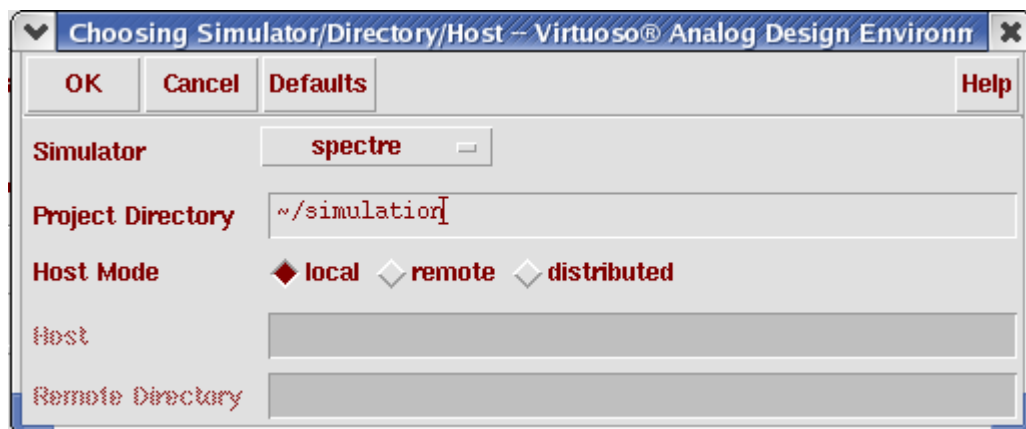 Choosing Simulator/Directory/Host -- Virtuoso® Analog Design Environm
OK Cancel Defaults Help
Simulator spectre
Project Directory ~/simulation
Host Mode local remote distributed
Host
Remote Directory